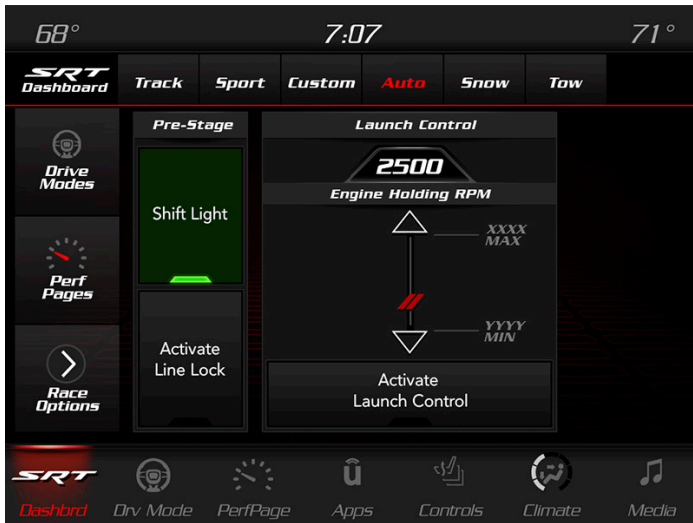 68° 7:07 71°
SRT
Dashboard Track Sport Custom Auto Snow Tow
Pre-Stage Launch Control
2500
Engine Holding RPM
Drive
Modes
Shift Light
XXXX
MAX
Perf
Pages
YYYY
MIN
Activate
Line Lock
Race
Options
Activate
Launch Control
SRT û
Dashbrd Drv Mode PerfPage Apps Controls Climate Media